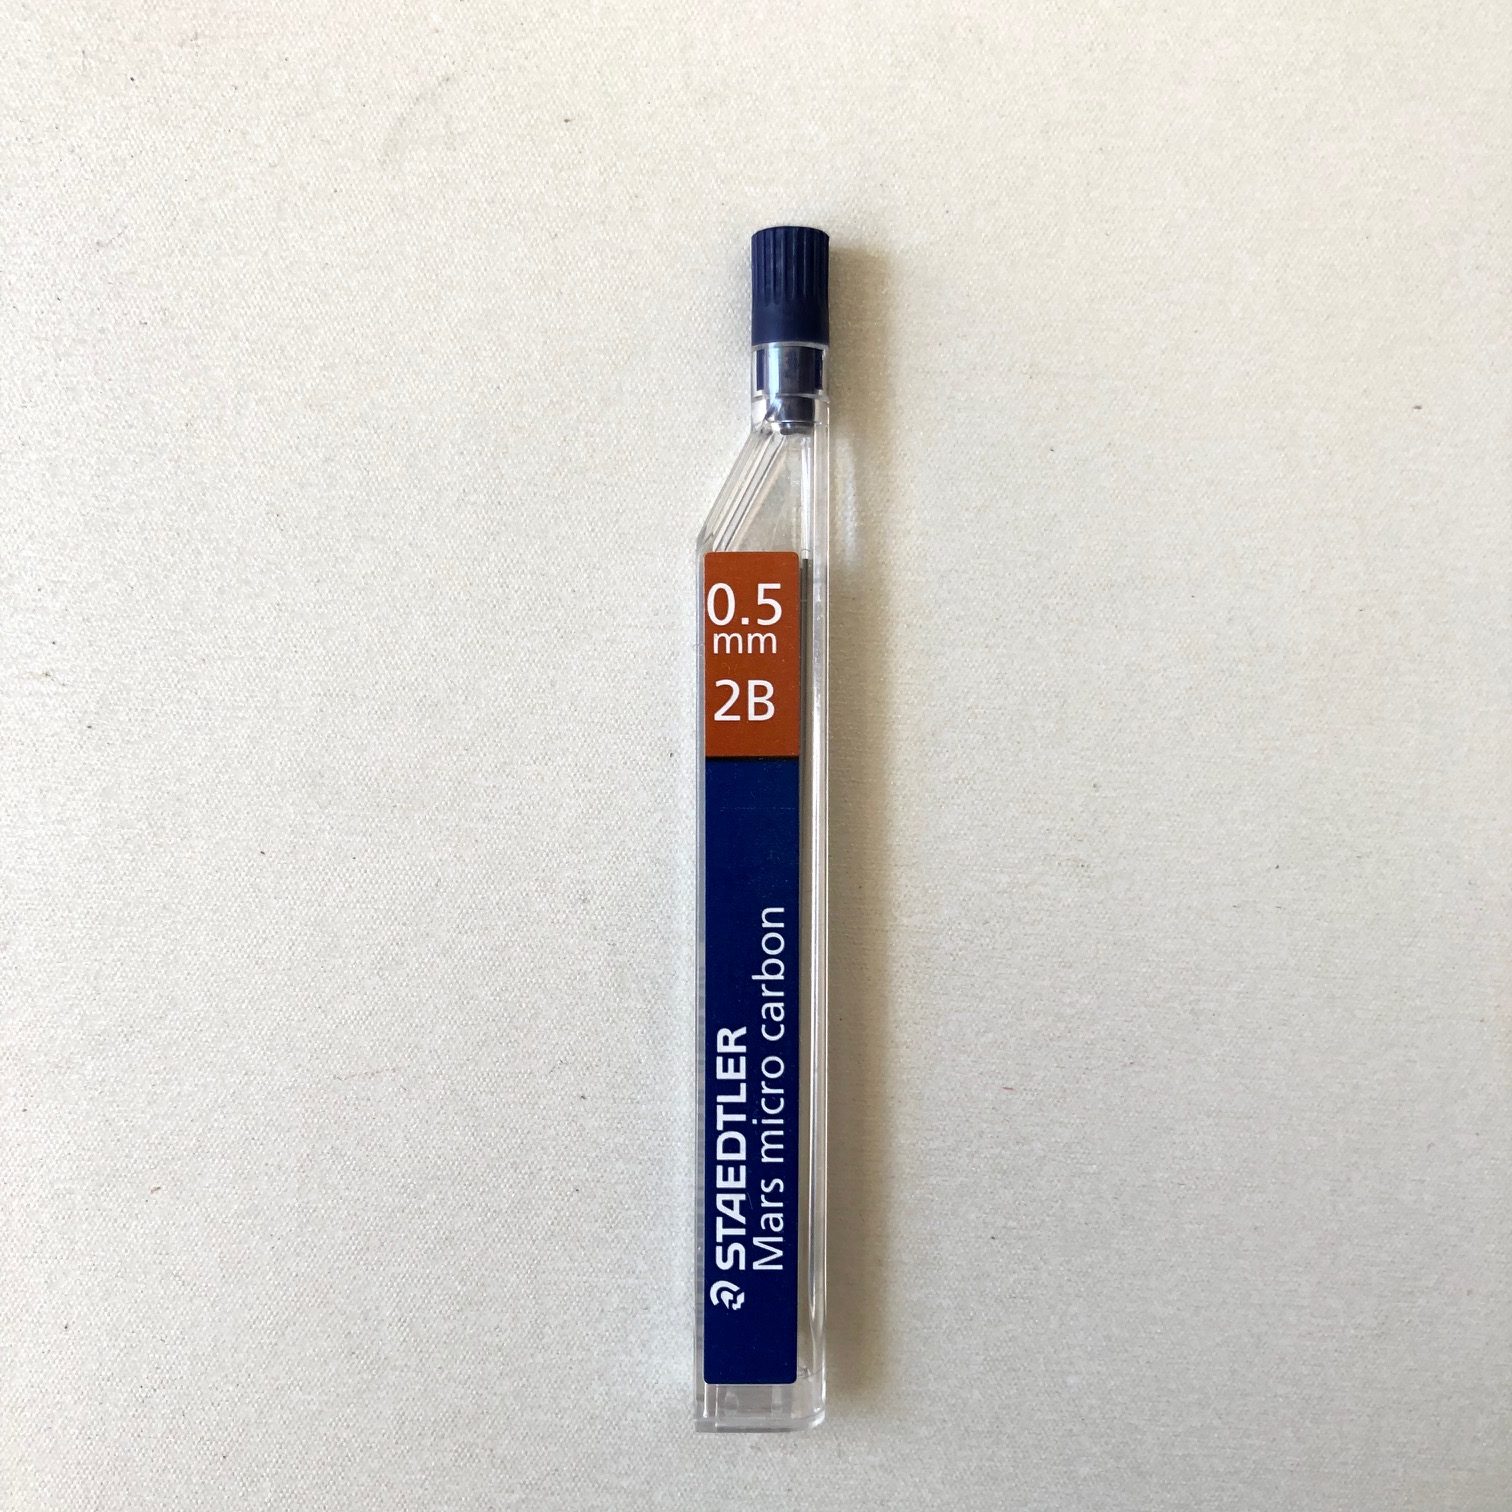 0.5
mm
2B
STAEDTLER
Mars micro carbon